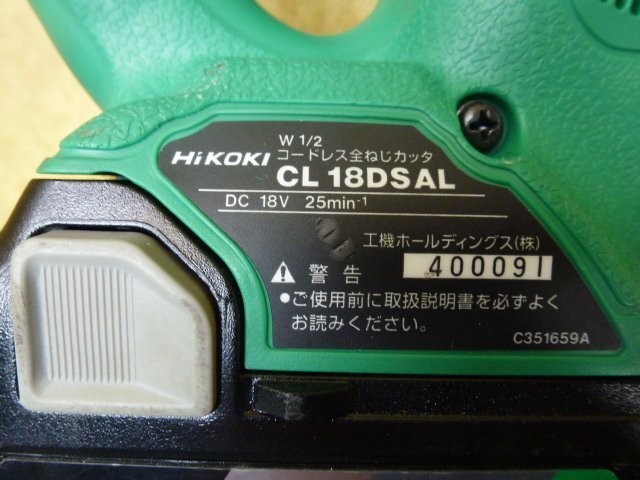 W 1/2
HiKOKI コードレス全ねじカッタ
CL 18DSAL
DC 18V 25min-1
工機ホールディングス(株)
⚠ 警告 400091
●ご使用前に取扱説明書を必ずよく
お読みください。
C351659A